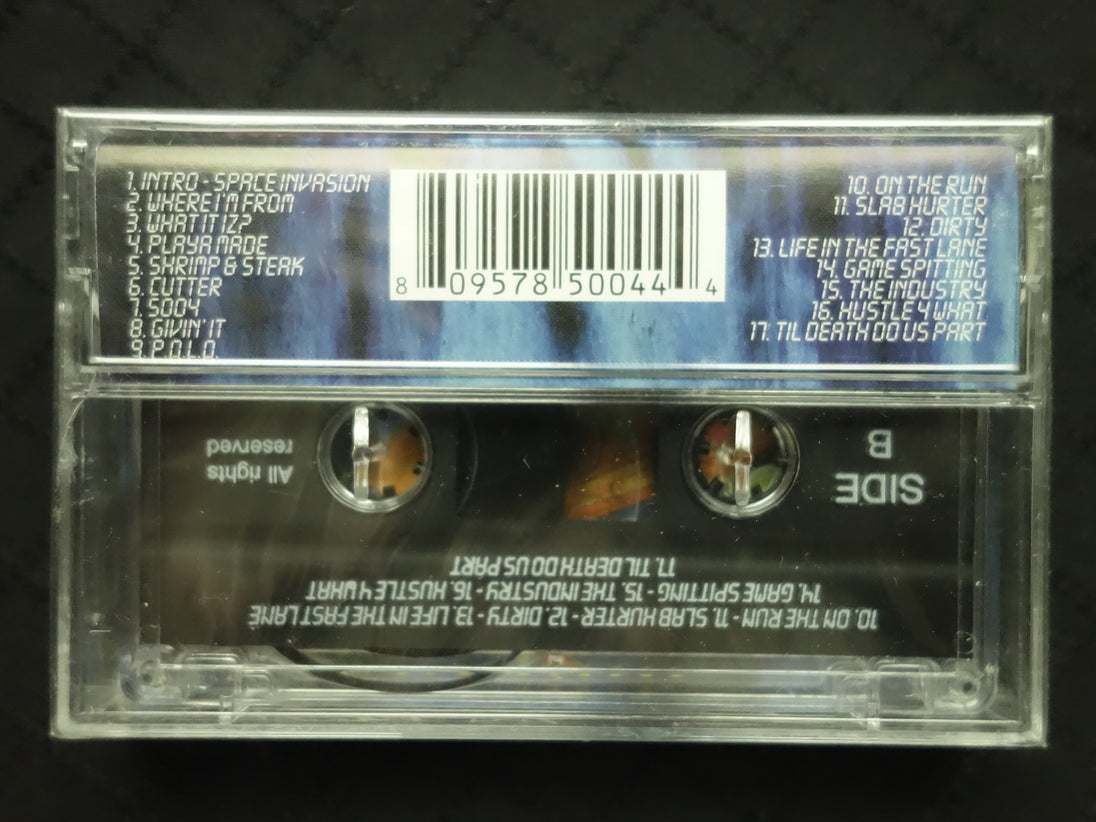 1. INTRO - SPACE INVASION
2. WHERE I'M FROM
3. WHAT IT IZ?
4. PLAYA MADE
5. SHRIMP & STEAK
6. CUTTER
7. 5004
8. GIVIN' IT
9. P.O.L.O.
8 09578 50044 4
10. ON THE RUN
11. SLAB HURTER
12. DIRTY
13. LIFE IN THE FAST LANE
14. GAME SPITTING
15. THE INDUSTRY
16. HUSTLE 4 WHAT
17. TIL DEATH DO US PART
SIDE
B
All rights
reserved
10. ON THE RUN - 11. SLAB HURTER - 12. DIRTY - 13. LIFE IN THE FAST LANE
14. GAME SPITTING - 15. THE INDUSTRY - 16. HUSTLE 4 WHAT
17. TIL DEATH DO US PART